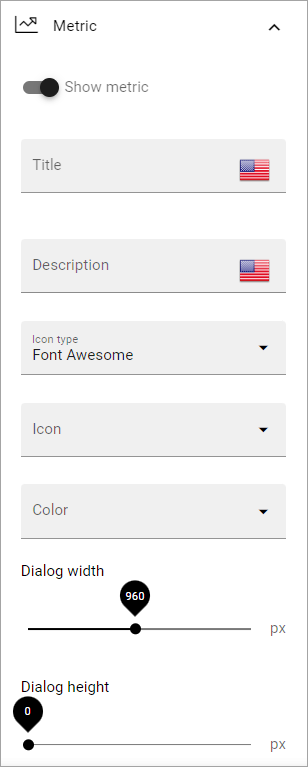 Metric
Show metric
Title
Description
Icon type
Font Awesome
Icon
Color
Dialog width
960
px
Dialog height
0
px